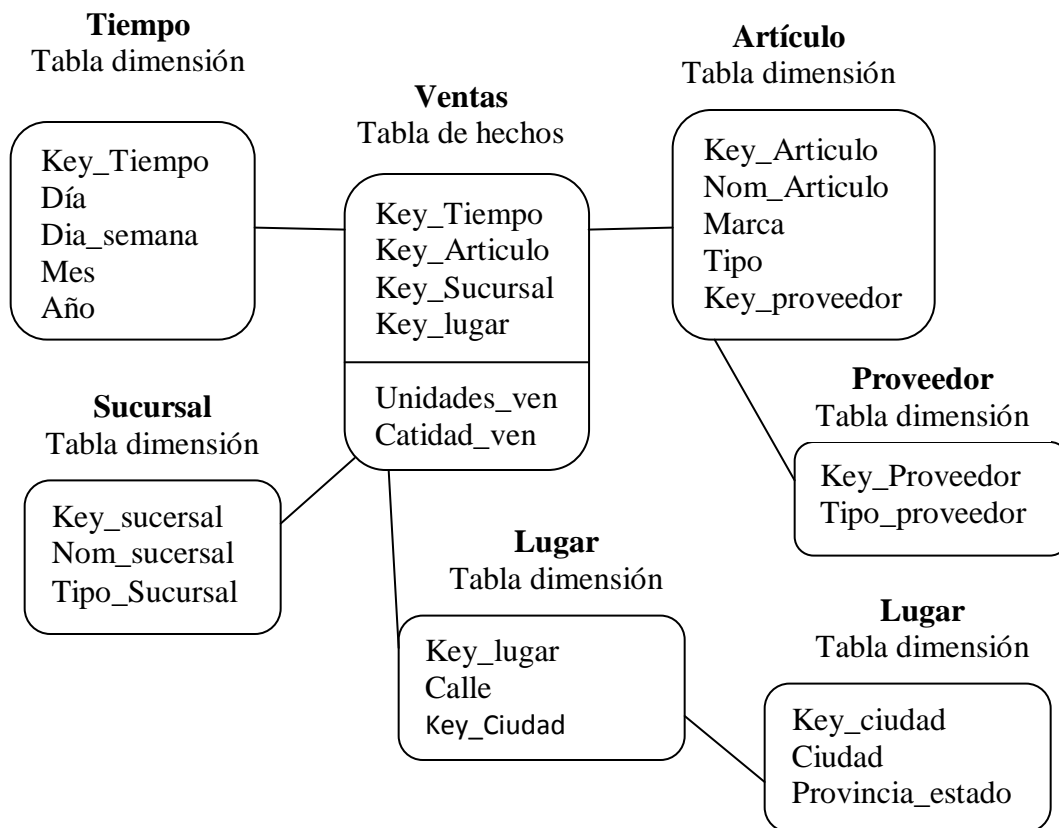 Tiempo
Tabla dimensión
Key_Tiempo
Día
Dia_semana
Mes
Año
Ventas
Tabla de hechos
Key_Tiempo
Key_Articulo
Key_Sucursal
Key_lugar
Unidades_ven
Catidad_ven
Artículo
Tabla dimensión
Key_Articulo
Nom_Articulo
Marca
Tipo
Key_proveedor
Sucursal
Tabla dimensión
Key_sucersal
Nom_sucersal
Tipo_Sucursal
Proveedor
Tabla dimensión
Key_Proveedor
Tipo_proveedor
Lugar
Tabla dimensión
Key_lugar
Calle
Key_Ciudad
Lugar
Tabla dimensión
Key_ciudad
Ciudad
Provincia_estado